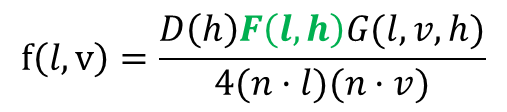 f(l, v) = D(h)F(l, h)G(l, v, h) / 4(n · l)(n · v)